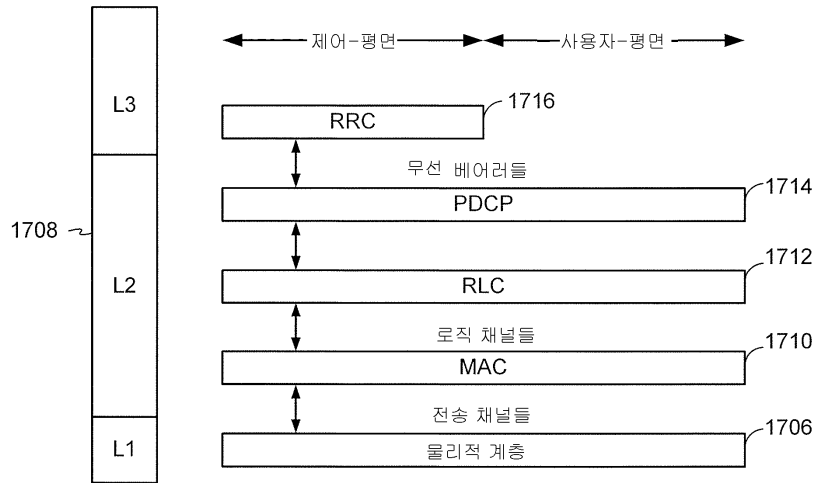 제어-평면
사용자-평면
L3
RRC
1716
무선 베어러들
PDCP
1714
1708
L2
RLC
1712
로직 채널들
MAC
1710
전송 채널들
L1
물리적 계층
1706